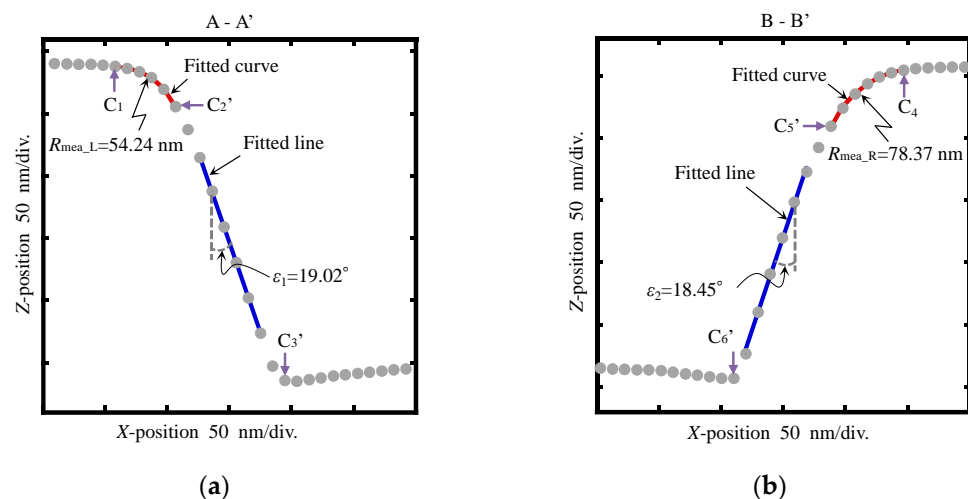 A - A’
C1
Fitted curve
C2’
Rmea_L=54.24 nm
Fitted line
ε1=19.02°
C3’
Z-position 50 nm/div.
X-position 50 nm/div.
(a)
B - B’
Fitted curve
C4
C5’
Rmea_R=78.37 nm
Fitted line
ε2=18.45°
C6’
Z-position 50 nm/div.
X-position 50 nm/div.
(b)